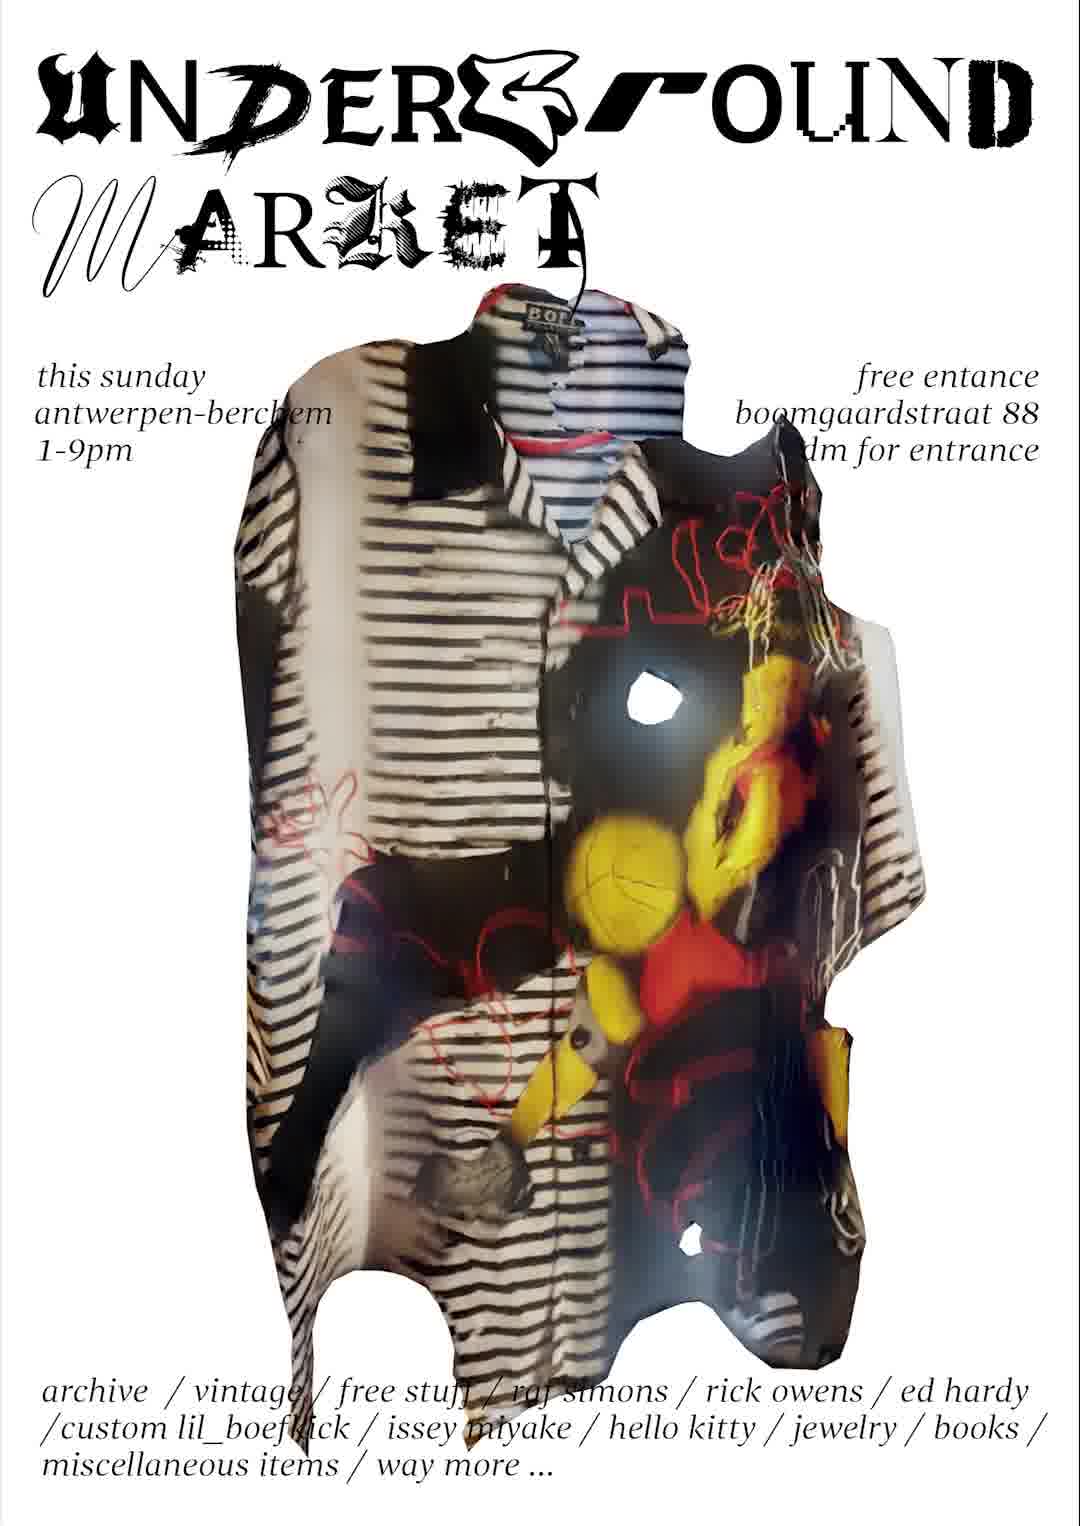 UNDERGrOUND
MARKET
this sunday
antwerpen-berchem
1-9pm
free entance
boomgaardstraat 88
dm for entrance
archive / vintage / free stuff / raf simons / rick owens / ed hardy
/custom lil_boefkick / issey miyake / hello kitty / jewelry / books /
miscellaneous items / way more ...